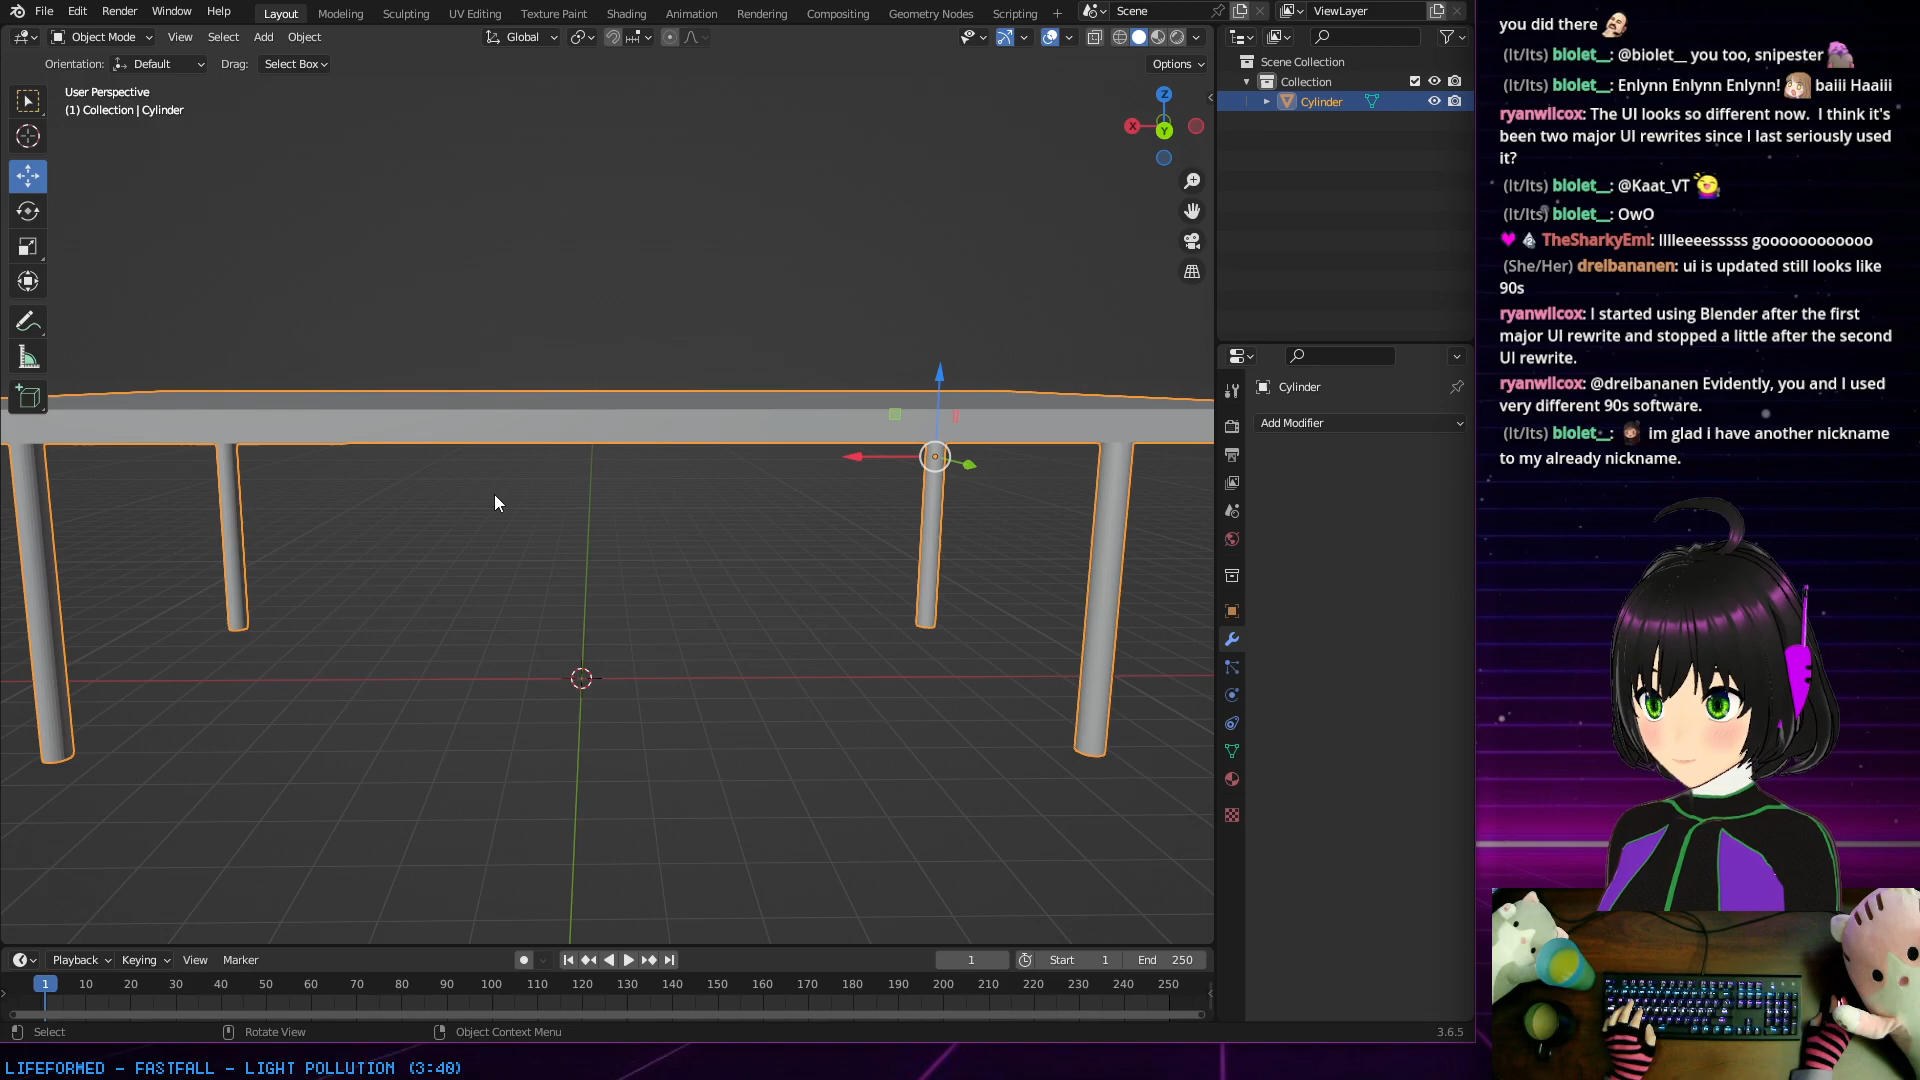 File Edit Render Window Help Layout Modeling Sculpting UV Editing Texture Paint Shading Animation Rendering Compositing Geometry Nodes Scripting + Scene ViewLayer
Object Mode View Select Add Object Global
Orientation: Default Drag: Select Box Options
User Perspective
(1) Collection | Cylinder
Z
X
Y
Scene Collection
Collection
Cylinder
Cylinder
Add Modifier
Playback Keying View Marker 1 Start 1 End 250
1 10 20 30 40 50 60 70 80 90 100 110 120 130 140 150 160 170 180 190 200 210 220 230 240 250
Select Rotate View Object Context Menu 3.6.5
LIFEFORMED - FASTFALL - LIGHT POLLUTION (3:40)
you did there
(It/Its) biolet__: @biolet__ you too, snipester
(It/Its) biolet__: Enlynn Enlynn Enlynn! baiii Haaiii
ryanwilcox: The UI looks so different now. I think it's
been two major UI rewrites since I last seriously used
it?
(It/Its) biolet__: @Kaat_VT
(It/Its) biolet__: OwO
TheSharkyEmi: llleeeesssss goooooooooooo
(She/Her) dreibananen: ui is updated still looks like
90s
ryanwilcox: I started using Blender after the first
major UI rewrite and stopped a little after the second
UI rewrite.
ryanwilcox: @dreibananen Evidently, you and I used
very different 90s software.
(It/Its) biolet__: im glad i have another nickname
to my already nickname.